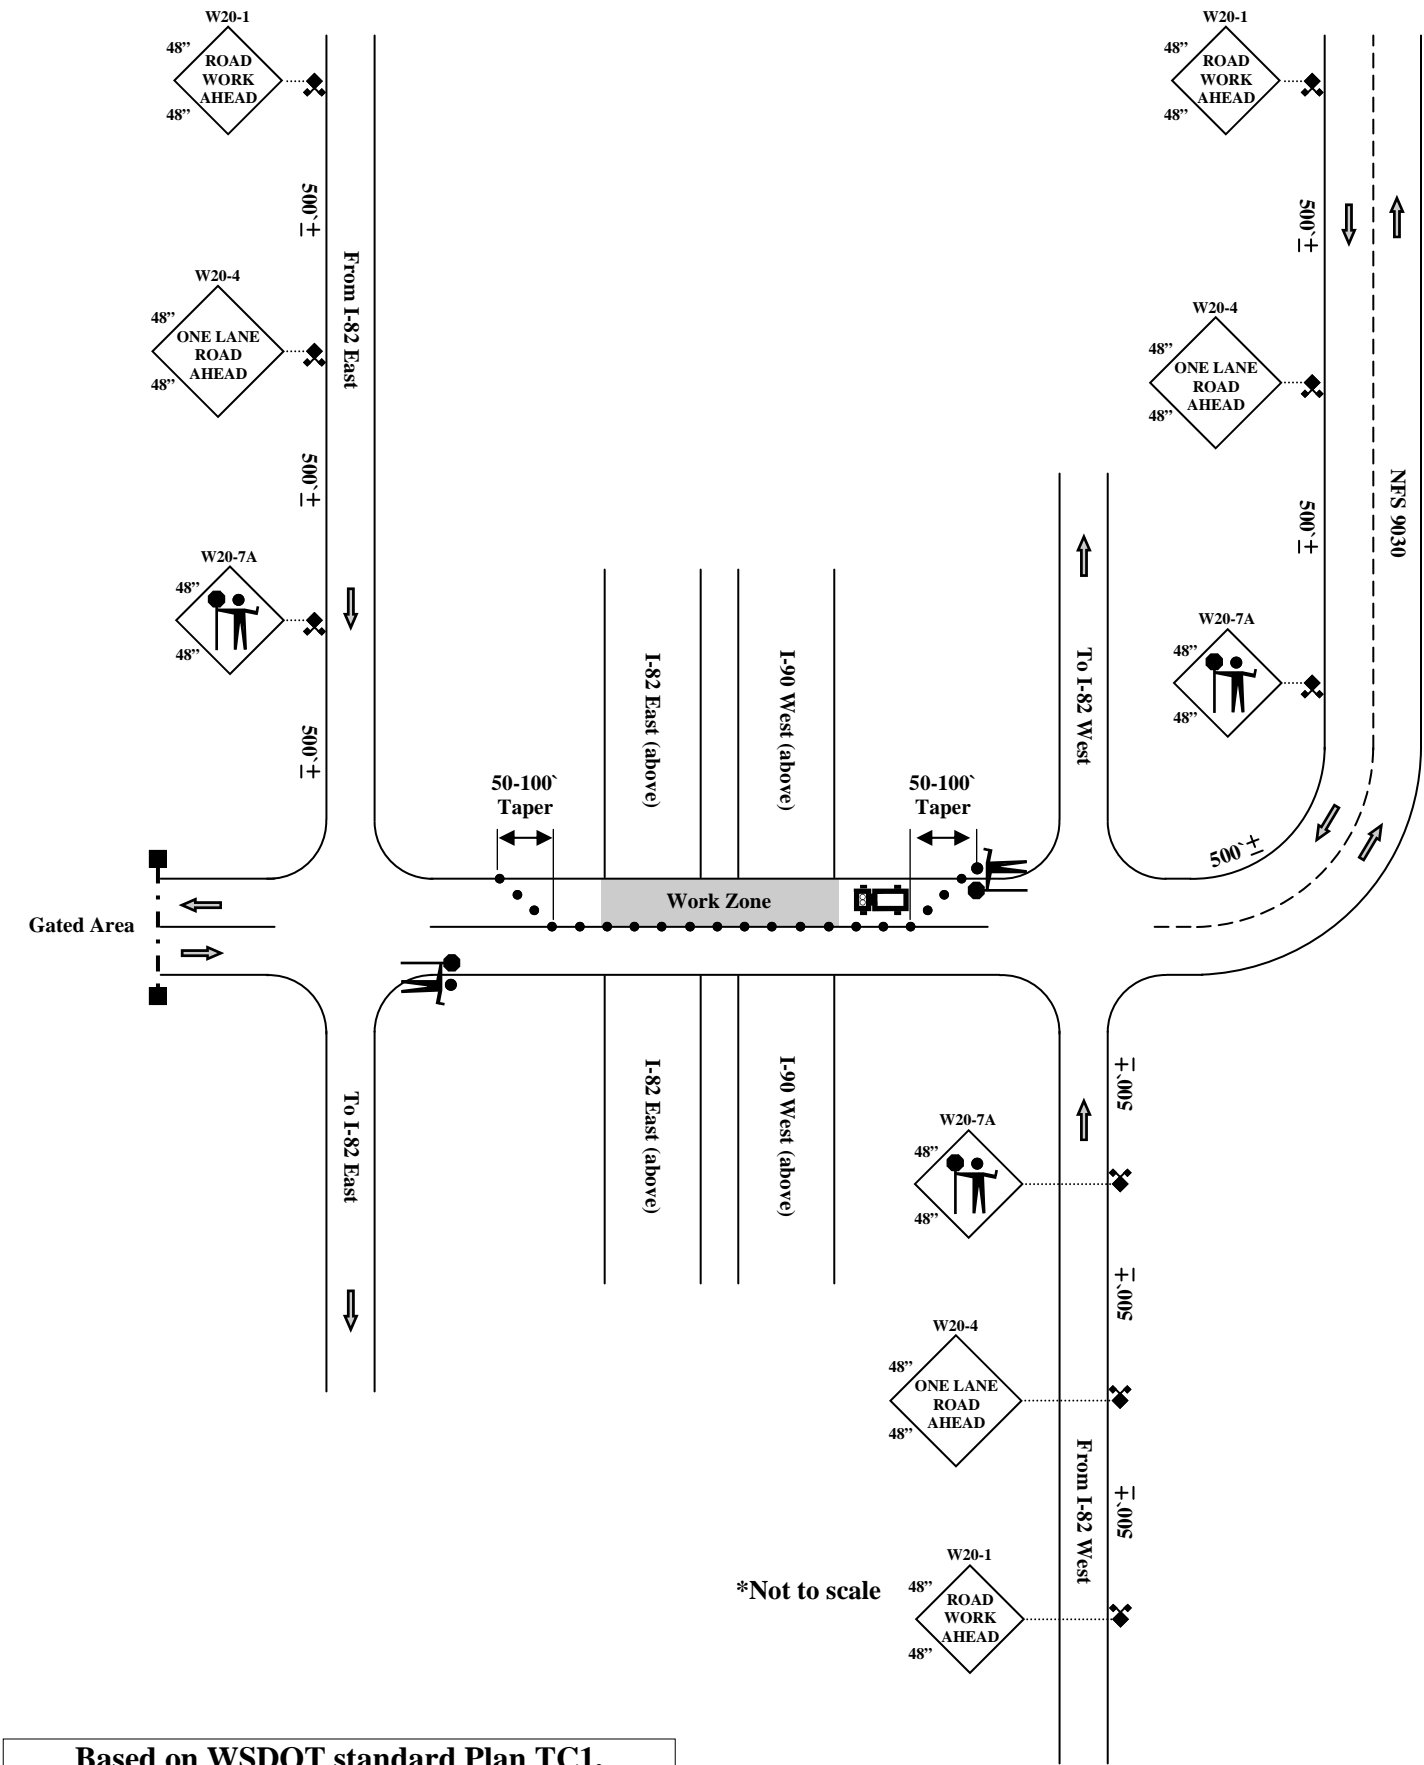 W20-1
48”
ROAD
WORK
AHEAD
48”
500`±
From I-82 East
W20-4
48”
ONE LANE
ROAD
AHEAD
48”
500`±
W20-7A
48”
48”
500`±
W20-1
48”
ROAD
WORK
AHEAD
48”
500`±
W20-4
48”
ONE LANE
ROAD
AHEAD
48”
500`±
NFS 9030
W20-7A
48”
48”
500`±
To I-82 West
I-82 East (above)
I-90 West (above)
50-100`
Taper
50-100`
Taper
Work Zone
Gated Area
To I-82 East
I-82 East (above)
I-90 West (above)
500`±
W20-7A
48”
48”
500`±
W20-4
48”
ONE LANE
ROAD
AHEAD
48”
From I-82 West
500`±
W20-1
48”
ROAD
WORK
AHEAD
48”
*Not to scale
Based on WSDOT standard Plan TC1.